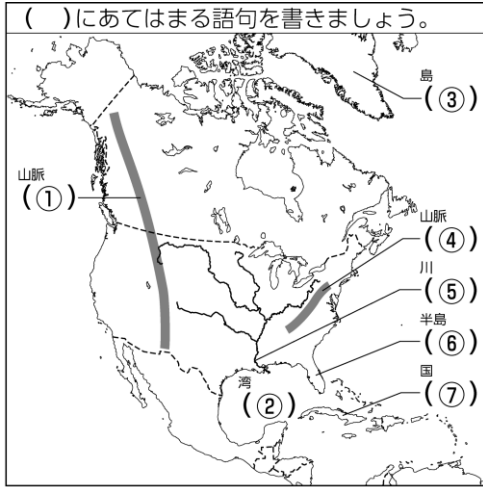 (　)にあてはまる語句を書きましょう。
島
(③)
山脈
(①)
山脈
(④)
川
(⑤)
半島
(⑥)
湾
(②)
国
(⑦)